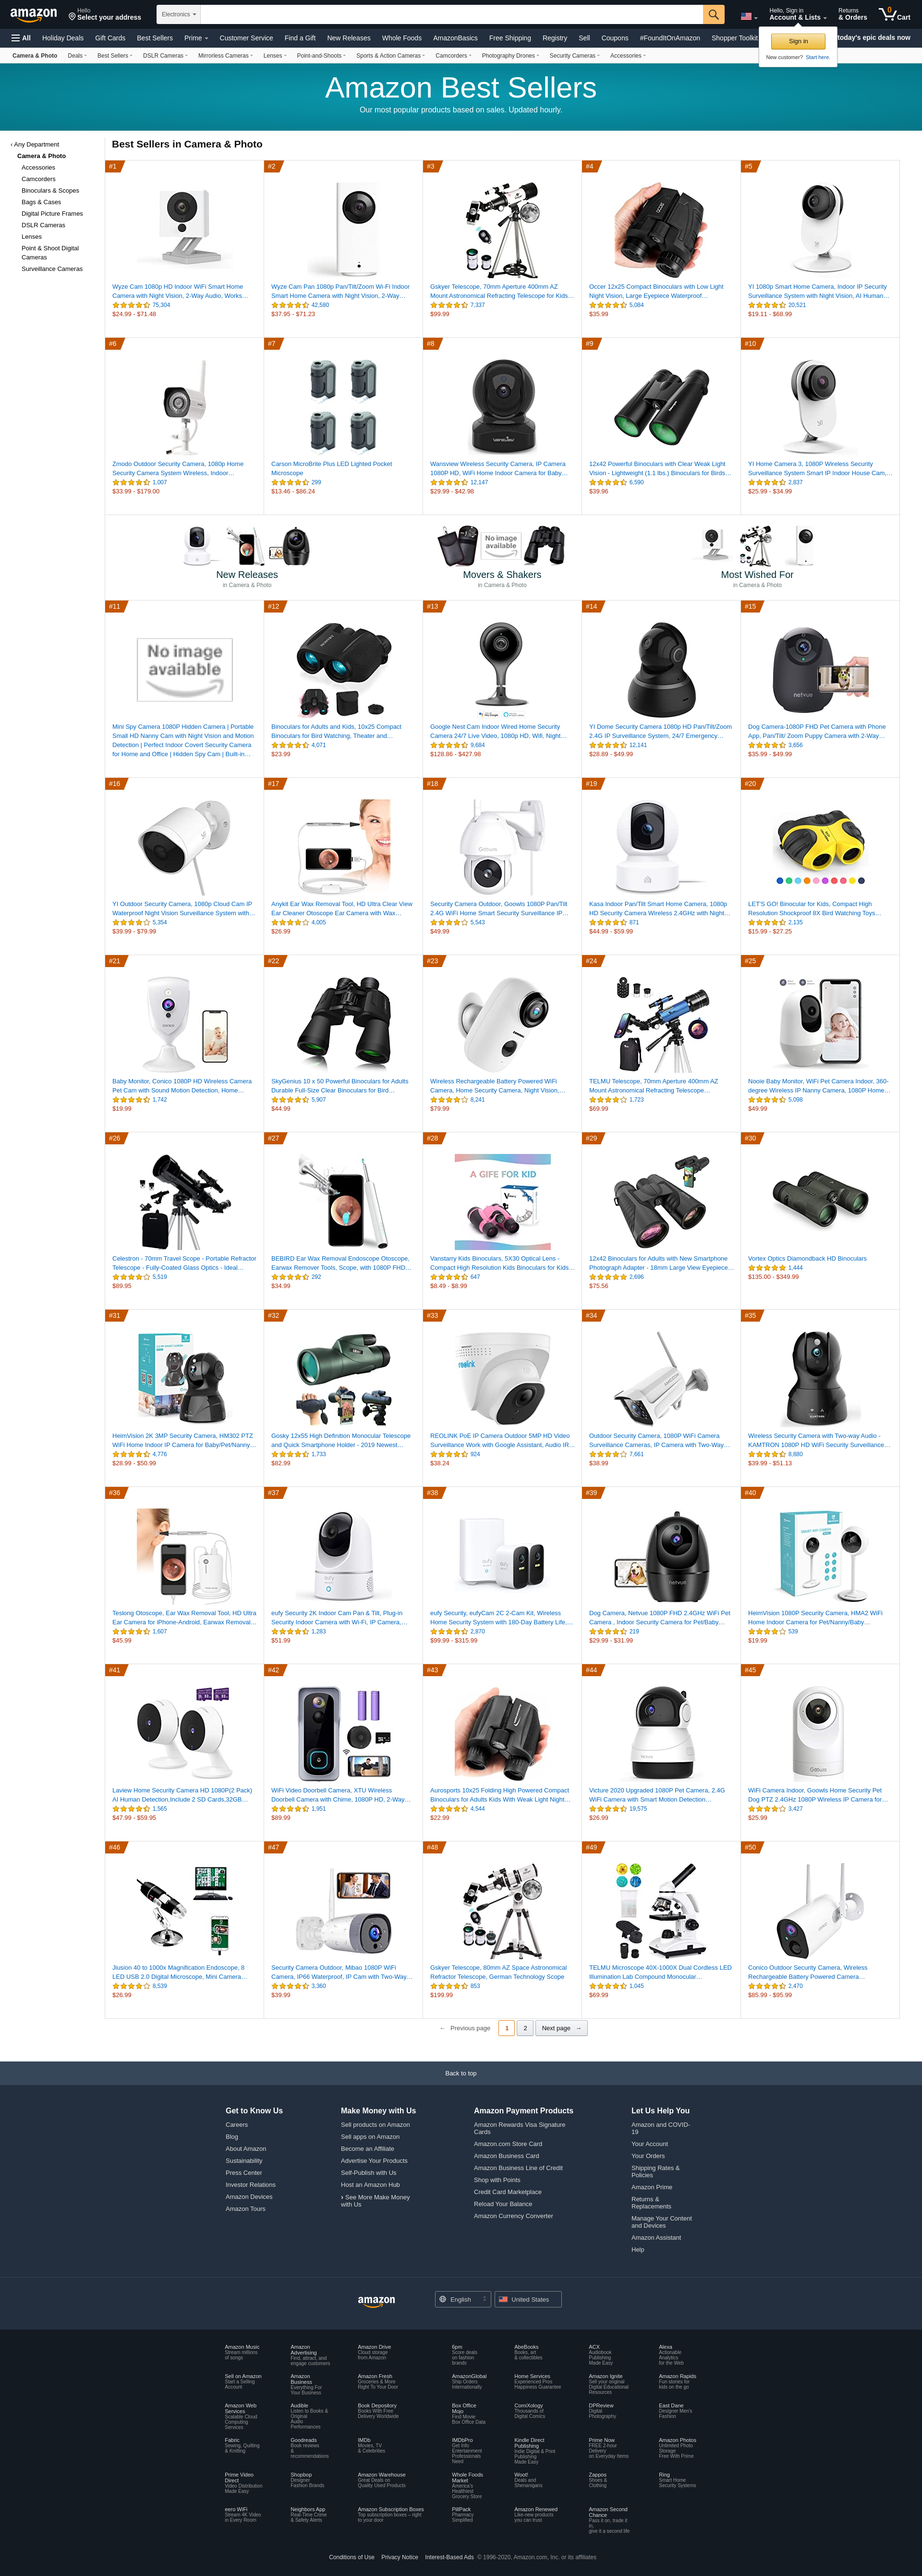 amazon
Hello
Select your address
Electronics
Hello, Sign in
Account & Lists
Returns
& Orders
0
Cart
All
Holiday Deals
Gift Cards
Best Sellers
Prime
Customer Service
Find a Gift
New Releases
Whole Foods
AmazonBasics
Free Shipping
Registry
Sell
Coupons
#FoundItOnAmazon
Shopper Toolkit
today's epic deals now
Sign in
New customer? Start here.
Camera & Photo
Deals
Best Sellers
DSLR Cameras
Mirrorless Cameras
Lenses
Point-and-Shoots
Sports & Action Cameras
Camcorders
Photography Drones
Security Cameras
Accessories
Amazon Best Sellers
Our most popular products based on sales. Updated hourly.
‹ Any Department
Camera & Photo
Accessories
Camcorders
Binoculars & Scopes
Bags & Cases
Digital Picture Frames
DSLR Cameras
Lenses
Point & Shoot Digital
Cameras
Surveillance Cameras
Best Sellers in Camera & Photo
#1
Wyze Cam 1080p HD Indoor WiFi Smart Home
Camera with Night Vision, 2-Way Audio, Works…
75,304
$24.99 - $71.48
#2
Wyze Cam Pan 1080p Pan/Tilt/Zoom Wi-Fi Indoor
Smart Home Camera with Night Vision, 2-Way…
42,580
$37.95 - $71.23
#3
Gskyer Telescope, 70mm Aperture 400mm AZ
Mount Astronomical Refracting Telescope for Kids…
7,337
$99.99
#4
Occer 12x25 Compact Binoculars with Low Light
Night Vision, Large Eyepiece Waterproof…
5,084
$35.99
#5
YI 1080p Smart Home Camera, Indoor IP Security
Surveillance System with Night Vision, AI Human…
20,521
$19.11 - $68.99
#6
Zmodo Outdoor Security Camera, 1080p Home
Security Camera System Wireless, Indoor…
1,007
$33.99 - $179.00
#7
Carson MicroBrite Plus LED Lighted Pocket
Microscope
299
$13.46 - $86.24
#8
Wansview Wireless Security Camera, IP Camera
1080P HD, WiFi Home Indoor Camera for Baby…
12,147
$29.99 - $42.98
#9
12x42 Powerful Binoculars with Clear Weak Light
Vision - Lightweight (1.1 lbs.) Binoculars for Birds…
6,590
$39.96
#10
YI Home Camera 3, 1080P Wireless Security
Surveillance System Smart IP Indoor House Cam,…
2,837
$25.99 - $34.99
New Releases
in Camera & Photo
No image
available
Movers & Shakers
in Camera & Photo
Most Wished For
in Camera & Photo
#11
No image
available
Mini Spy Camera 1080P Hidden Camera | Portable
Small HD Nanny Cam with Night Vision and Motion
Detection | Perfect Indoor Covert Security Camera
for Home and Office | Hidden Spy Cam | Built-in…
#12
Binoculars for Adults and Kids, 10x25 Compact
Binoculars for Bird Watching, Theater and…
4,071
$23.99
#13
Google Nest Cam Indoor Wired Home Security
Camera 24/7 Live Video, 1080p HD, Wifi, Night…
9,684
$128.86 - $427.98
#14
YI Dome Security Camera 1080p HD Pan/Tilt/Zoom
2.4G IP Surveillance System, 24/7 Emergency…
12,141
$28.89 - $49.99
#15
netvue
Dog Camera-1080P FHD Pet Camera with Phone
App, Pan/Tilt/ Zoom Puppy Camera with 2-Way…
3,656
$35.99 - $49.99
#16
YI Outdoor Security Camera, 1080p Cloud Cam IP
Waterproof Night Vision Surveillance System with…
5,354
$39.99 - $79.99
#17
Anykit Ear Wax Removal Tool, HD Ultra Clear View
Ear Cleaner Otoscope Ear Camera with Wax…
4,005
$26.99
#18
Security Camera Outdoor, Goowls 1080P Pan/Tilt
2.4G WiFi Home Smart Security Surveillance IP…
5,543
$49.99
#19
Kasa Indoor Pan/Tilt Smart Home Camera, 1080p
HD Security Camera Wireless 2.4GHz with Night…
871
$44.99 - $59.99
#20
LET'S GO! Binocular for Kids, Compact High
Resolution Shockproof 8X Bird Watching Toys…
2,135
$15.99 - $27.25
#21
Baby Monitor, Conico 1080P HD Wireless Camera
Pet Cam with Sound Motion Detection, Home…
1,742
$19.99
#22
SkyGenius 10 x 50 Powerful Binoculars for Adults
Durable Full-Size Clear Binoculars for Bird…
5,907
$44.99
#23
Wireless Rechargeable Battery Powered WiFi
Camera, Home Security Camera, Night Vision,…
8,241
$79.99
#24
TELMU Telescope, 70mm Aperture 400mm AZ
Mount Astronomical Refracting Telescope…
1,723
$69.99
#25
Nooie Baby Monitor, WiFi Pet Camera Indoor, 360-
degree Wireless IP Nanny Camera, 1080P Home…
5,098
$49.99
#26
Celestron - 70mm Travel Scope - Portable Refractor
Telescope - Fully-Coated Glass Optics - Ideal…
5,519
$89.95
#27
BEBIRD Ear Wax Removal Endoscope Otoscope,
Earwax Remover Tools, Scope, with 1080P FHD…
282
$34.99
#28
A GIFE FOR KID
Vanstarry Kids Binoculars, 5X30 Optical Lens -
Compact High Resolution Kids Binoculars for Kids…
647
$8.49 - $8.99
#29
12x42 Binoculars for Adults with New Smartphone
Photograph Adapter - 18mm Large View Eyepiece…
2,696
$75.56
#30
Vortex Optics Diamondback HD Binoculars
1,444
$135.00 - $349.99
#31
HeimVision 2K 3MP Security Camera, HM302 PTZ
WiFi Home Indoor IP Camera for Baby/Pet/Nanny…
4,776
$28.99 - $50.99
#32
Gosky 12x55 High Definition Monocular Telescope
and Quick Smartphone Holder - 2019 Newest…
1,733
$82.99
#33
reolink
REOLINK PoE IP Camera Outdoor 5MP HD Video
Surveillance Work with Google Assistant, Audio IR…
924
$38.24
#34
Outdoor Security Camera, 1080P WiFi Camera
Surveillance Cameras, IP Camera with Two-Way…
7,661
$38.99
#35
Wireless Security Camera with Two-way Audio -
KAMTRON 1080P HD WiFi Security Surveillance…
8,880
$39.99 - $51.13
#36
Teslong Otoscope, Ear Wax Removal Tool, HD Ultra
Ear Camera for iPhone-Android, Earwax Removal…
1,607
$45.99
#37
eufy Security 2K Indoor Cam Pan & Tilt, Plug-in
Security Indoor Camera with Wi-Fi, IP Camera,…
1,283
$51.99
#38
eufy Security, eufyCam 2C 2-Cam Kit, Wireless
Home Security System with 180-Day Battery Life,…
2,870
$99.99 - $315.99
#39
Dog Camera, Netvue 1080P FHD 2.4GHz WiFi Pet
Camera , Indoor Security Camera for Pet/Baby…
219
$29.99 - $31.99
#40
HeimVision 1080P Security Camera, HMA2 WiFi
Home Indoor Camera for Pet/Nanny/Baby…
539
$19.99
#41
Laview Home Security Camera HD 1080P(2 Pack)
AI Human Detection,Include 2 SD Cards,32GB…
1,565
$47.99 - $59.95
#42
WiFi Video Doorbell Camera, XTU Wireless
Doorbell Camera with Chime, 1080P HD, 2-Way…
1,951
$89.99
#43
Aurosports 10x25 Folding High Powered Compact
Binoculars for Adults Kids With Weak Light Night…
4,544
$22.99
#44
Victure 2020 Upgraded 1080P Pet Camera, 2.4G
WiFi Camera with Smart Motion Detection…
19,575
$26.99
#45
WiFi Camera Indoor, Goowls Home Security Pet
Dog PTZ 2.4GHz 1080P Wireless IP Camera for…
3,427
$25.99
#46
Jiusion 40 to 1000x Magnification Endoscope, 8
LED USB 2.0 Digital Microscope, Mini Camera…
8,539
$26.99
#47
Security Camera Outdoor, Mibao 1080P WiFi
Camera, IP66 Waterproof, IP Cam with Two-Way…
3,360
$39.99
#48
Gskyer Telescope, 80mm AZ Space Astronomical
Refractor Telescope, German Technology Scope
853
$199.99
#49
TELMU Microscope 40X-1000X Dual Cordless LED
Illumination Lab Compound Monocular…
1,045
$69.99
#50
Conico Outdoor Security Camera, Wireless
Rechargeable Battery Powered Camera…
2,470
$85.99 - $95.99
← Previous page
1
2
Next page →
Back to top
Get to Know Us
Careers
Blog
About Amazon
Sustainability
Press Center
Investor Relations
Amazon Devices
Amazon Tours
Make Money with Us
Sell products on Amazon
Sell apps on Amazon
Become an Affiliate
Advertise Your Products
Self-Publish with Us
Host an Amazon Hub
› See More Make Money
with Us
Amazon Payment Products
Amazon Rewards Visa Signature
Cards
Amazon.com Store Card
Amazon Business Card
Amazon Business Line of Credit
Shop with Points
Credit Card Marketplace
Reload Your Balance
Amazon Currency Converter
Let Us Help You
Amazon and COVID-
19
Your Account
Your Orders
Shipping Rates &
Policies
Amazon Prime
Returns &
Replacements
Manage Your Content
and Devices
Amazon Assistant
Help
amazon
English
United States
Amazon Music
Stream millions
of songs
Amazon
Advertising
Find, attract, and
engage customers
Amazon Drive
Cloud storage
from Amazon
6pm
Score deals
on fashion
brands
AbeBooks
Books, art
& collectibles
ACX
Audiobook
Publishing
Made Easy
Alexa
Actionable
Analytics
for the Web
Sell on Amazon
Start a Selling
Account
Amazon
Business
Everything For
Your Business
Amazon Fresh
Groceries & More
Right To Your Door
AmazonGlobal
Ship Orders
Internationally
Home Services
Experienced Pros
Happiness Guarantee
Amazon Ignite
Sell your original
Digital Educational
Resources
Amazon Rapids
Fun stories for
kids on the go
Amazon Web
Services
Scalable Cloud
Computing
Services
Audible
Listen to Books &
Original
Audio
Performances
Book Depository
Books With Free
Delivery Worldwide
Box Office
Mojo
Find Movie
Box Office Data
ComiXology
Thousands of
Digital Comics
DPReview
Digital
Photography
East Dane
Designer Men's
Fashion
Fabric
Sewing, Quilting
& Knitting
Goodreads
Book reviews
&
recommendations
IMDb
Movies, TV
& Celebrities
IMDbPro
Get Info
Entertainment
Professionals
Need
Kindle Direct
Publishing
Indie Digital & Print
Publishing
Made Easy
Prime Now
FREE 2-hour
Delivery
on Everyday Items
Amazon Photos
Unlimited Photo
Storage
Free With Prime
Prime Video
Direct
Video Distribution
Made Easy
Shopbop
Designer
Fashion Brands
Amazon Warehouse
Great Deals on
Quality Used Products
Whole Foods
Market
America's
Healthiest
Grocery Store
Woot!
Deals and
Shenanigans
Zappos
Shoes &
Clothing
Ring
Smart Home
Security Systems
eero WiFi
Stream 4K Video
in Every Room
Neighbors App
Real-Time Crime
& Safety Alerts
Amazon Subscription Boxes
Top subscription boxes – right
to your door
PillPack
Pharmacy
Simplified
Amazon Renewed
Like-new products
you can trust
Amazon Second
Chance
Pass it on, trade it
in,
give it a second life
Conditions of Use
Privacy Notice
Interest-Based Ads
© 1996-2020, Amazon.com, Inc. or its affiliates